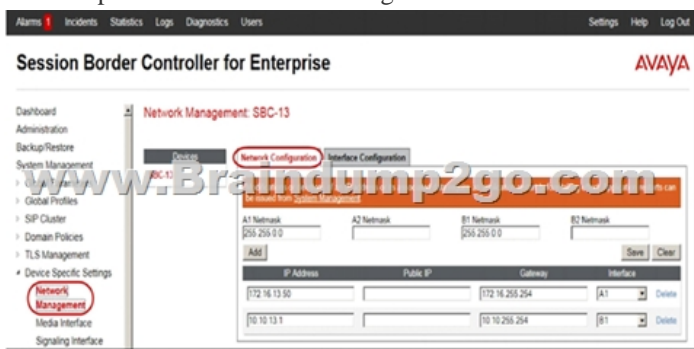 Alarms 1 Incidents Statistics Logs Diagnostics Users Settings Help Log Out
Session Border Controller for Enterprise
AVAYA
Dashboard
Administration
Backup/Restore
System Management
Global Profiles
SIP Cluster
Domain Policies
TLS Management
Device Specific Settings
Network Management
Media Interface
Signaling Interface
Network Management: SBC-13
Devices
SBC-13
Network Configuration Interface Configuration
be issued from System Management
A1 Netmask A2 Netmask B1 Netmask B2 Netmask
255.255.0.0 255.255.0.0
Add Save Clear
IP Address Public IP Gateway Interface
172.16.13.50 172.16.255.254 A1 Delete
10.10.13.1 10.10.255.254 B1 Delete
www.Braindump2go.com